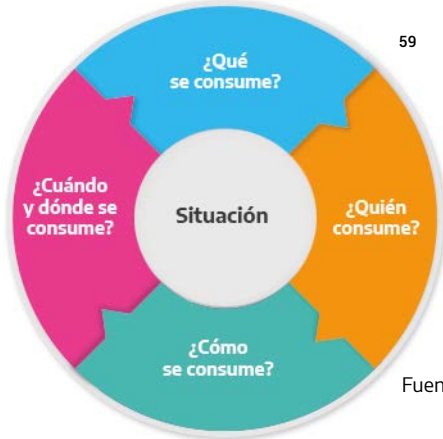 59
¿Qué
se consume?
¿Quién
consume?
¿Cómo
se consume?
¿Cuándo
y dónde se
consume?
Situación
Fuen